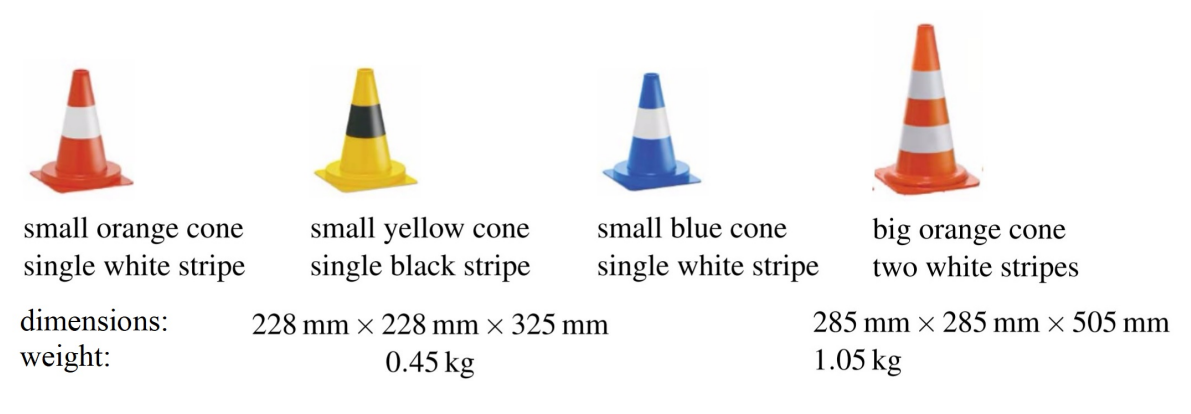 small orange cone
single white stripe
small yellow cone
single black stripe
small blue cone
single white stripe
big orange cone
two white stripes
dimensions: 228 mm × 228 mm × 325 mm 285 mm × 285 mm × 505 mm
weight: 0.45 kg 1.05 kg